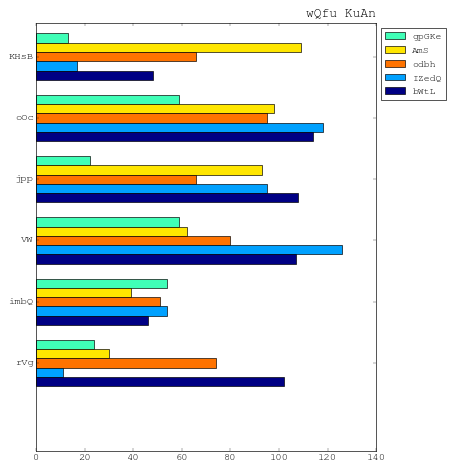 wQfu KuAn
gpGKe
AmS
odbh
IZedQ
bWtL
KHsB
oOc
jpp
VW
imbQ
rVg
0 20 40 60 80 100 120 140